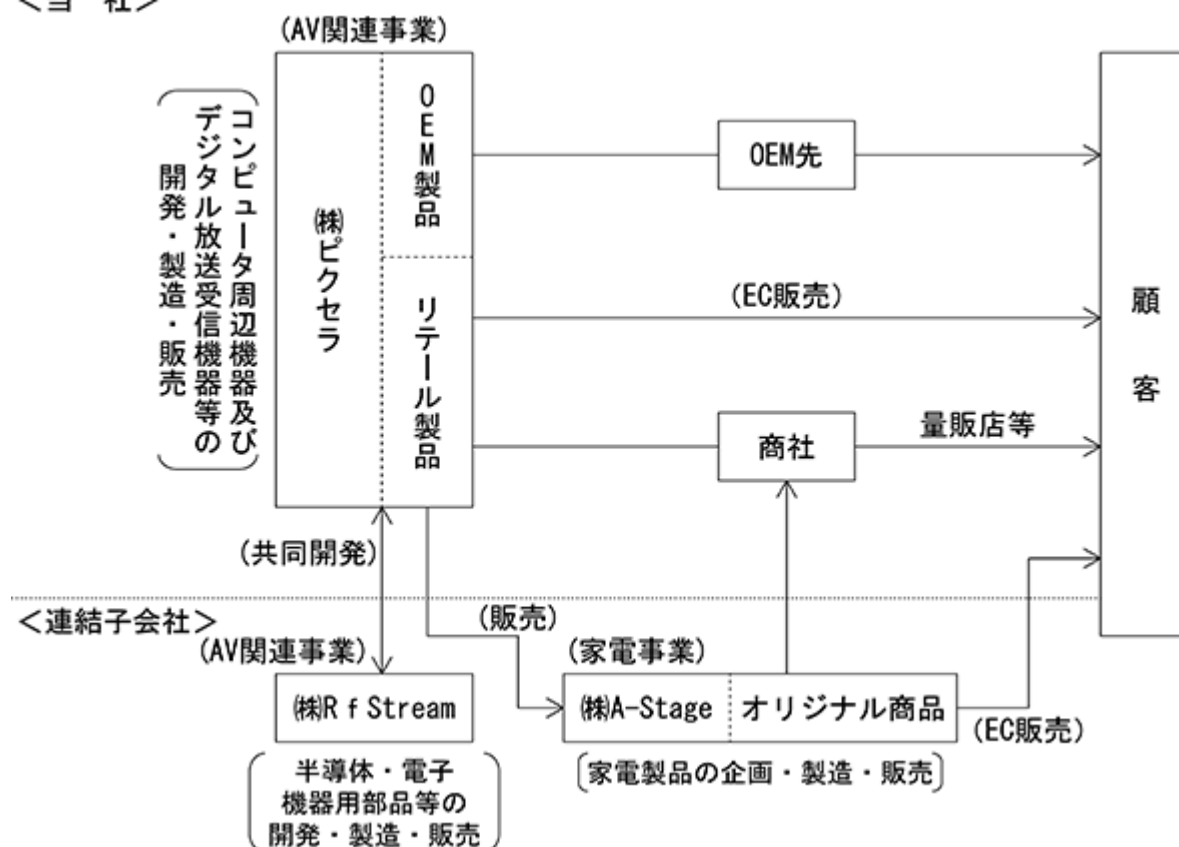 ＜当　社＞
(AV関連事業)
コンピュータ周辺機器及び
デジタル放送受信機器等の
開発・製造・販売
㈱ピクセラ
OEM製品
リテール製品
OEM先
(EC販売)
商社
量販店等
顧客
(共同開発)
＜連結子会社＞
(販売)
(AV関連事業)
(家電事業)
㈱RfStream
㈱A-Stage
オリジナル商品
(EC販売)
半導体・電子
機器用部品等の
開発・製造・販売
家電製品の企画・製造・販売